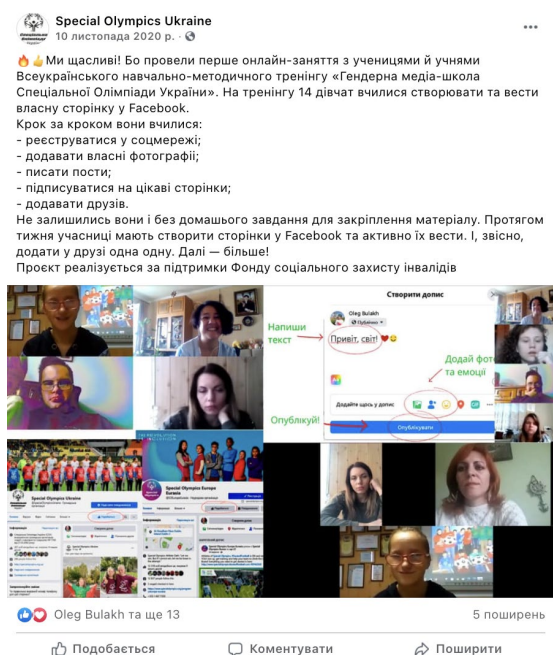 Special Olympics Ukraine
10 листопада 2020 р. ·
🔥👍Ми щасливі! Бо провели перше онлайн-заняття з ученицями й учнями
Всеукраїнського навчально-методичного тренінгу «Гендерна медіа-школа
Спеціальної Олімпіади України». На тренінгу 14 дівчат вчилися створювати та вести
власну сторінку у Facebook.
Крок за кроком вони вчилися:
- реєструватися у соцмережі;
- додавати власні фотографіі;
- писати пости;
- підписуватися на цікаві сторінки;
- додавати друзів.
Не залишились вони і без домашього завдання для закріплення матеріалу. Протягом
тижня учасниці мають створити сторінки у Facebook та активно їх вести. І, звісно,
додати у друзі одна одну. Далі — більше!
Проєкт реалізується за підтримки Фонду соціального захисту інвалідів
Створити допис
Oleg Bulakh
Публічно
Напиши
текст
Привіт, світ! ❤️😍
Додай фот
та емоції
Додайте щось у допис
Опублікуй!
Опублікувати
Special Olympics Ukraine
Special Olympics Europe
Eurasia
Oleg Bulakh та ще 13
5 поширень
Подобається
Коментувати
Поширити